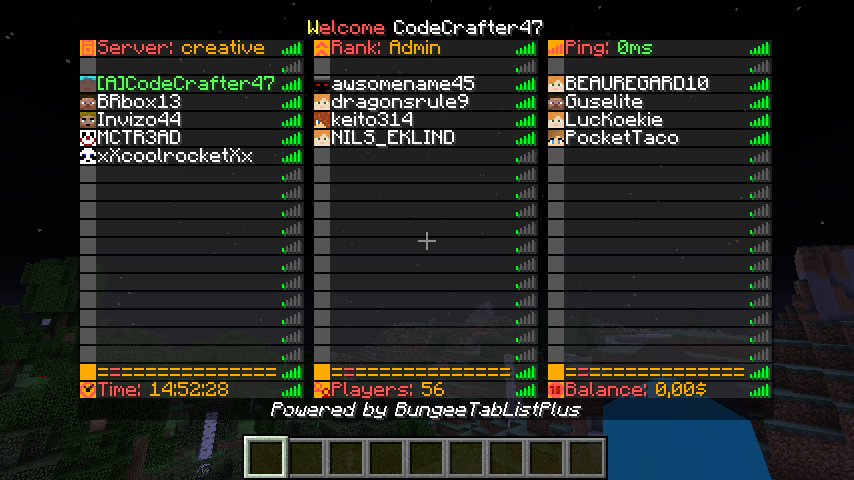 Welcome CodeCrafter47
Server: creative Rank: Admin Ping: 0ms
[A]CodeCrafter47 awsomename45 BEAUREGARD10
BRbox13 dragonsrule9 Guselite
Invizo44 keito314 LucKoekie
MCTR3AD NILS_EKLIND PocketTaco
xXcoolrocketXx
================ ================ ================
Time: 14:52:28 Players: 56 Balance: 0,00$
Powered by BungeeTabListPlus